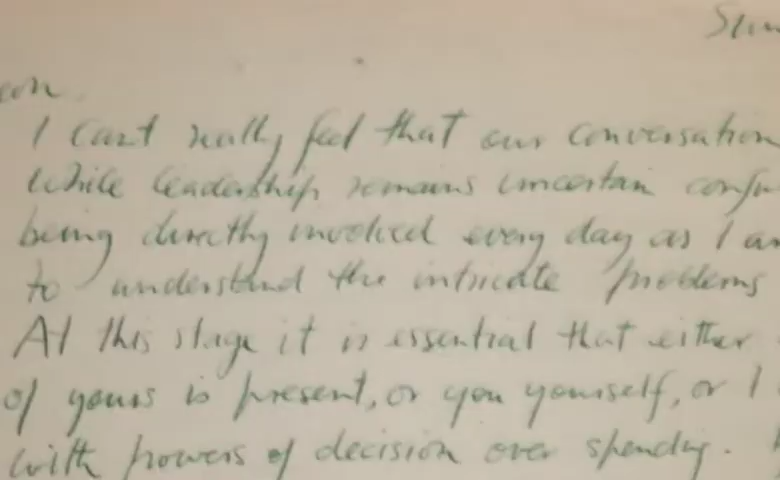 I can't really feel that our conversation
While leadership remains uncertain
being directly involved every day as I
to understand the intricate problems
At this stage it is essential that either
of yours is present, or you yourself, or I
with powers of decision over spending.